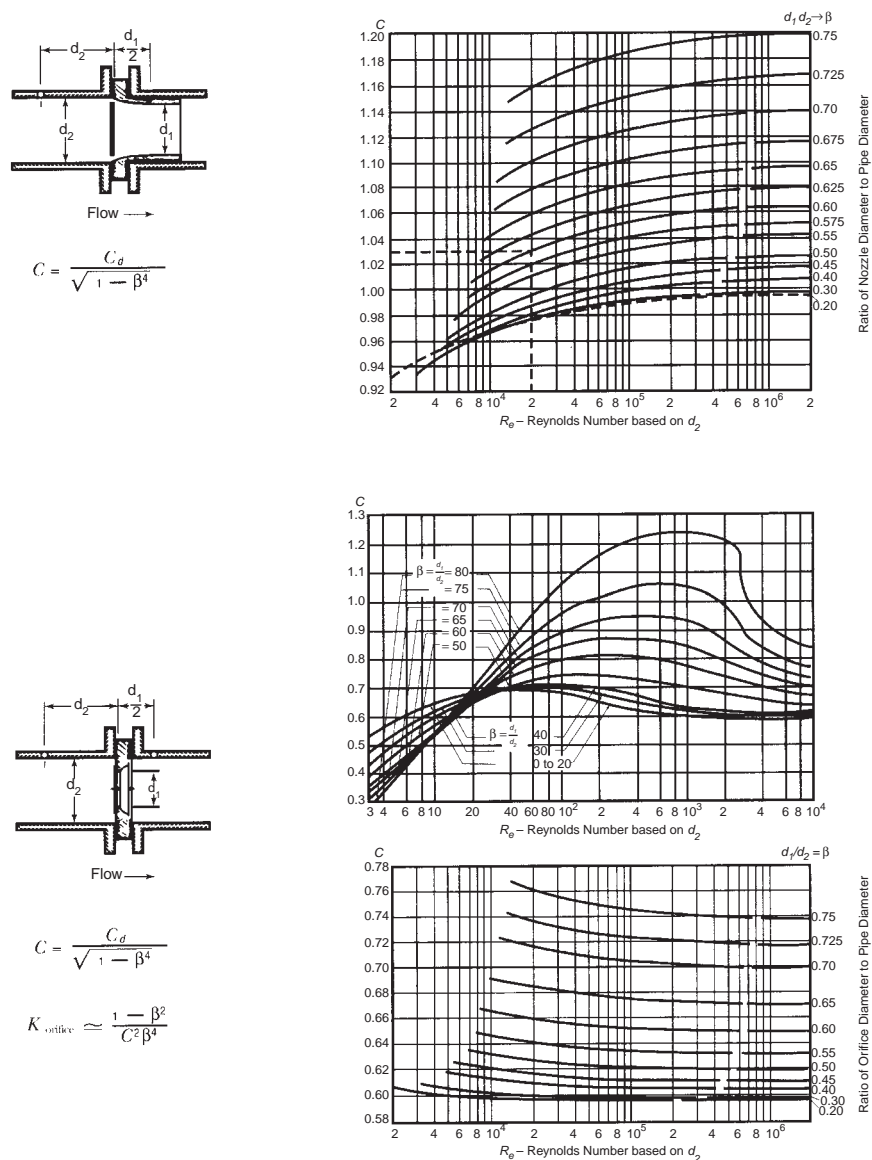 d2 d1/2
d2 d1
Flow
C = Cd / √1 – β4
C d1 d2→β
1.20 0.75
1.18
0.725
1.16
1.14 0.70
1.12 0.675
1.10 0.65
1.08 0.625
1.06 0.60
0.575
1.04 0.55
1.02 0.50
0.45
1.00 0.40
0.30
0.98 0.20
0.96
0.94
0.92
2 4 6 8 104 2 4 6 8 105 2 4 6 8 106 2
Re – Reynolds Number based on d2
Ratio of Nozzle Diameter to Pipe Diameter
C
1.3
1.2
1.1
β = d1/d2 = 80
1.0 = 75
= 70
0.9 = 65
= 60
0.8 = 50
0.7
0.6
β = d1/d2 40
0.5 30
0 to 20
0.4
0.3
3 4 6 8 10 20 40 60 80 102 2 4 6 8 103 2 4 6 8 104
Re – Reynolds Number based on d2
d2 d1/2
d2 d1
Flow
C = Cd / √1 – β4
K orifice ≃ 1 – β2 / C2 β4
C d1/d2 = β
0.78
0.76
0.74 0.75
0.72 0.725
0.70 0.70
0.68
0.65
0.66
0.60
0.64
0.55
0.62 0.50
0.45
0.40
0.60 0.30
0.20
0.58
2 4 6 8 104 2 4 6 8 105 2 4 6 8 106 2
Re – Reynolds Number based on d2
Ratio of Orifice Diameter to Pipe Diameter